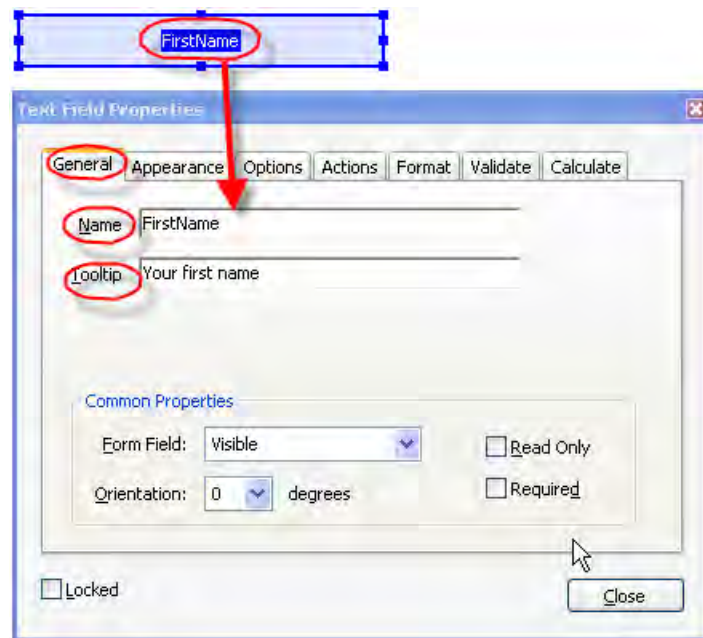 FirstName
Text Field Properties
General Appearance Options Actions Format Validate Calculate
Name FirstName
Tooltip Your first name
Common Properties
Form Field: Visible Read Only
Orientation: 0 degrees Required
Locked Close